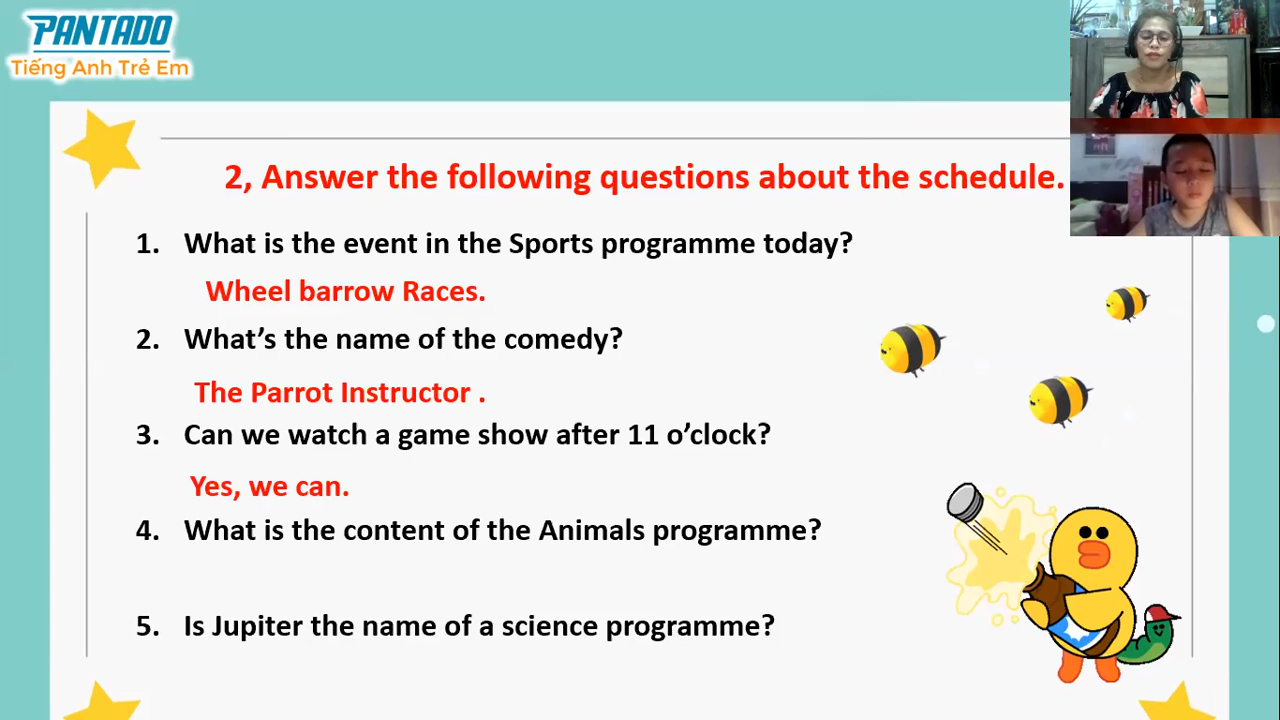 PANTADO
Tiếng Anh Trẻ Em
2, Answer the following questions about the schedule.
1. What is the event in the Sports programme today?
Wheel barrow Races.
2. What’s the name of the comedy?
The Parrot Instructor .
3. Can we watch a game show after 11 o’clock?
Yes, we can.
4. What is the content of the Animals programme?
5. Is Jupiter the name of a science programme?